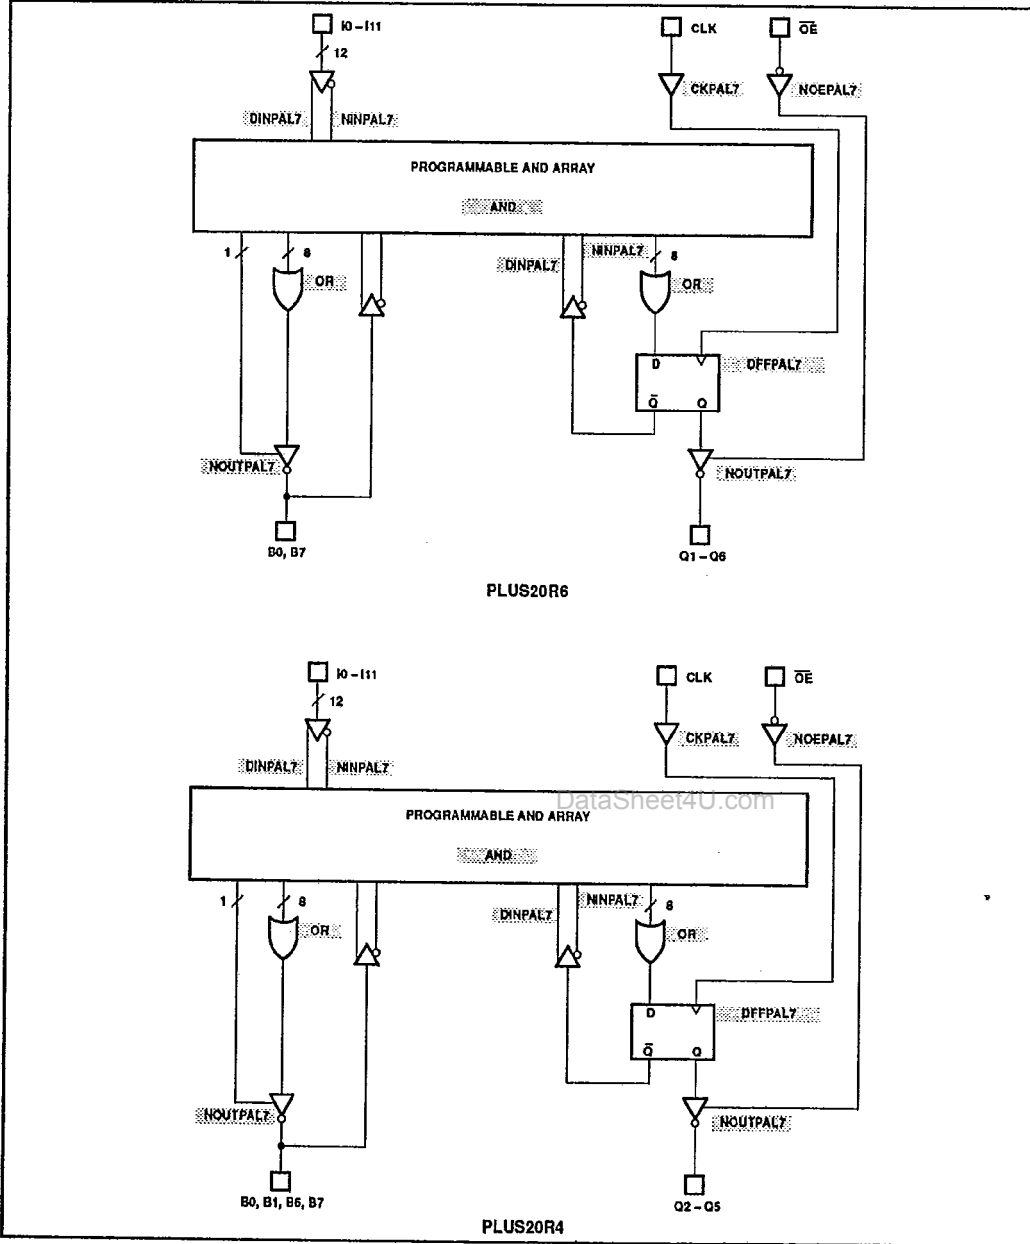 I0 – I11
CLK
OE
12
CKPAL7
NOEPAL7
DINPAL7
NINPAL7
PROGRAMMABLE AND ARRAY
AND
1
8
OR
DINPAL7
NINPAL7
8
OR
D
DFFPAL7
Q
Q
NOUTPAL7
NOUTPAL7
B0, B7
Q1 – Q6
PLUS20R6
I0 – I11
CLK
OE
12
CKPAL7
NOEPAL7
DINPAL7
NINPAL7
DataSheet4U.com
PROGRAMMABLE AND ARRAY
AND
1
8
OR
DINPAL7
NINPAL7
8
OR
D
DFFPAL7
Q
Q
NOUTPAL7
NOUTPAL7
B0, B1, B6, B7
Q2 – Q5
PLUS20R4